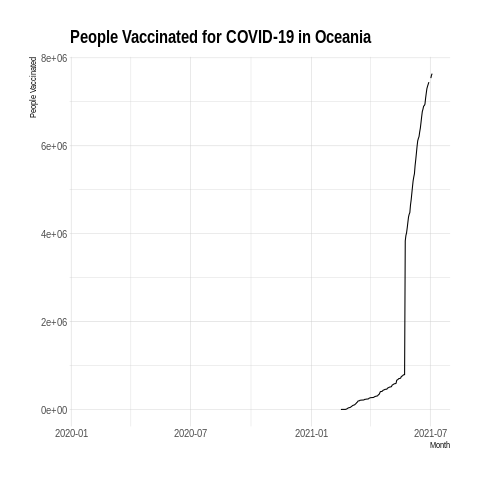 People Vaccinated for COVID-19 in Oceania
People Vaccinated
8e+06
6e+06
4e+06
2e+06
0e+00
2020-01
2020-07
2021-01
2021-07
Month